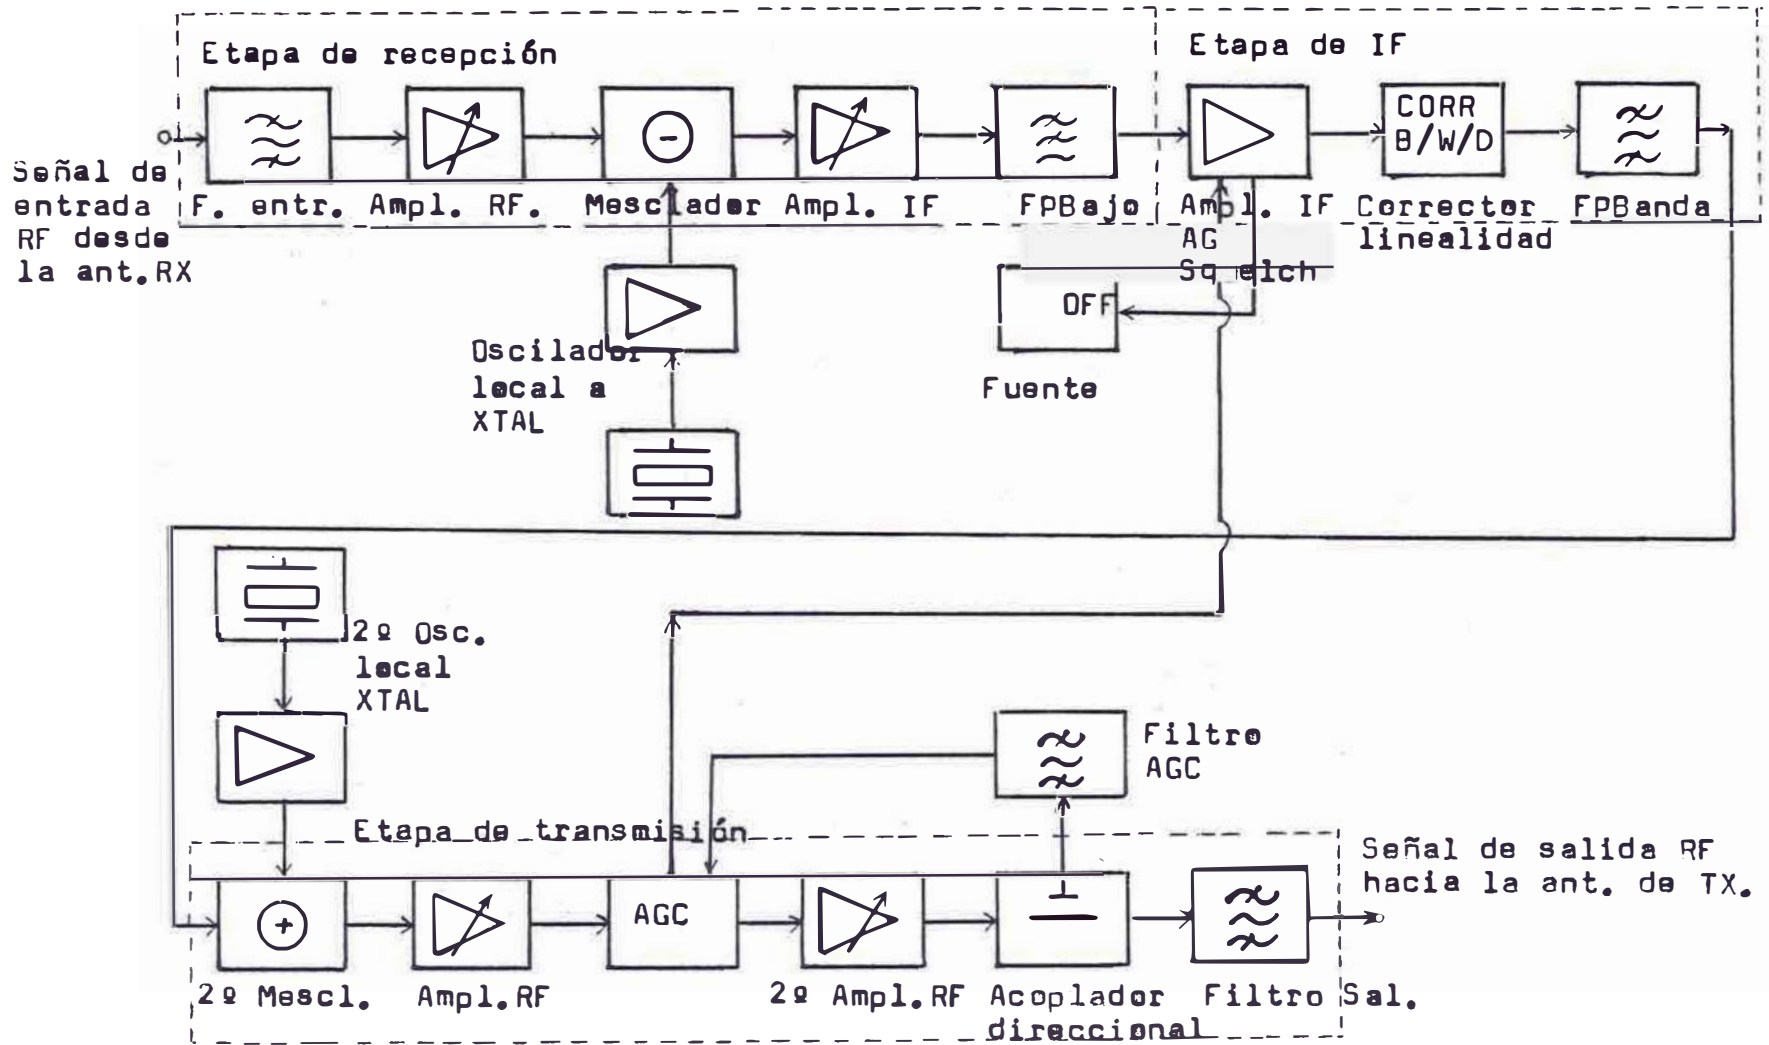 Etapa de recepción
Etapa de IF
CORR
B/W/D
Señal de
entrada
RF desde
la ant.RX
F. entr.
Ampl. RF.
Mesclador
Ampl. IF
FPBajo
Ampl. IF
Corrector
linealidad
FPBanda
AG
Sq elch
OFF
Fuente
Oscilador
local a
XTAL
2º Osc.
local
XTAL
Filtro
AGC
Etapa de transmisión
Señal de salida RF
hacia la ant. de TX.
AGC
2º Mescl.
Ampl.RF
2º Ampl.RF
Acoplador
direccional
Filtro Sal.